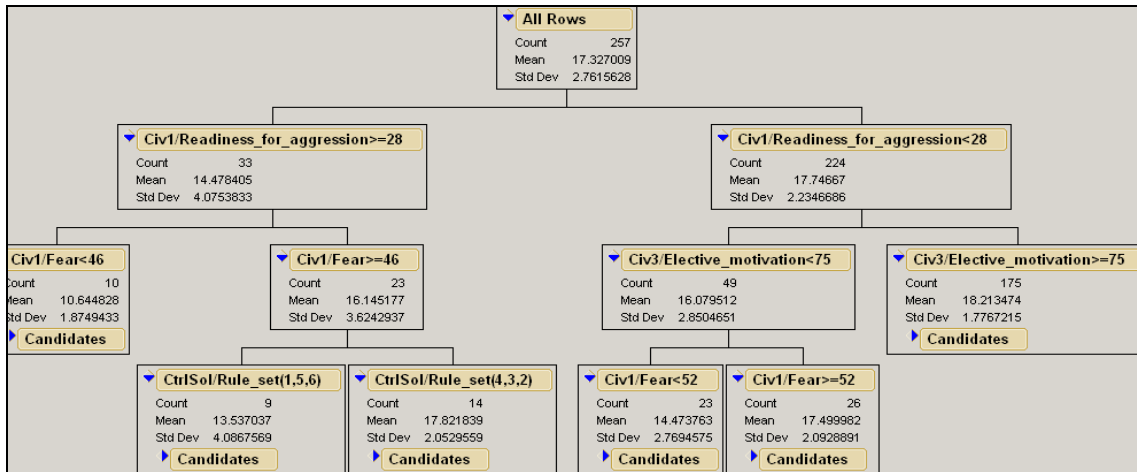 All Rows
Count 257
Mean 17.327009
Std Dev 2.7615628
Civ1/Readiness_for_aggression>=28
Count 33
Mean 14.478405
Std Dev 4.0753833
Civ1/Readiness_for_aggression<28
Count 224
Mean 17.74667
Std Dev 2.2346686
Civ1/Fear<46
Count 10
Mean 10.644828
Std Dev 1.8749433
Candidates
Civ1/Fear>=46
Count 23
Mean 16.145177
Std Dev 3.6242937
Civ3/Elective_motivation<75
Count 49
Mean 16.079512
Std Dev 2.8504651
Civ3/Elective_motivation>=75
Count 175
Mean 18.213474
Std Dev 1.7767215
Candidates
CtrlSol/Rule_set(1,5,6)
Count 9
Mean 13.537037
Std Dev 4.0867569
Candidates
CtrlSol/Rule_set(4,3,2)
Count 14
Mean 17.821839
Std Dev 2.0529559
Candidates
Civ1/Fear<52
Count 23
Mean 14.473763
Std Dev 2.7694575
Candidates
Civ1/Fear>=52
Count 26
Mean 17.499982
Std Dev 2.0928891
Candidates